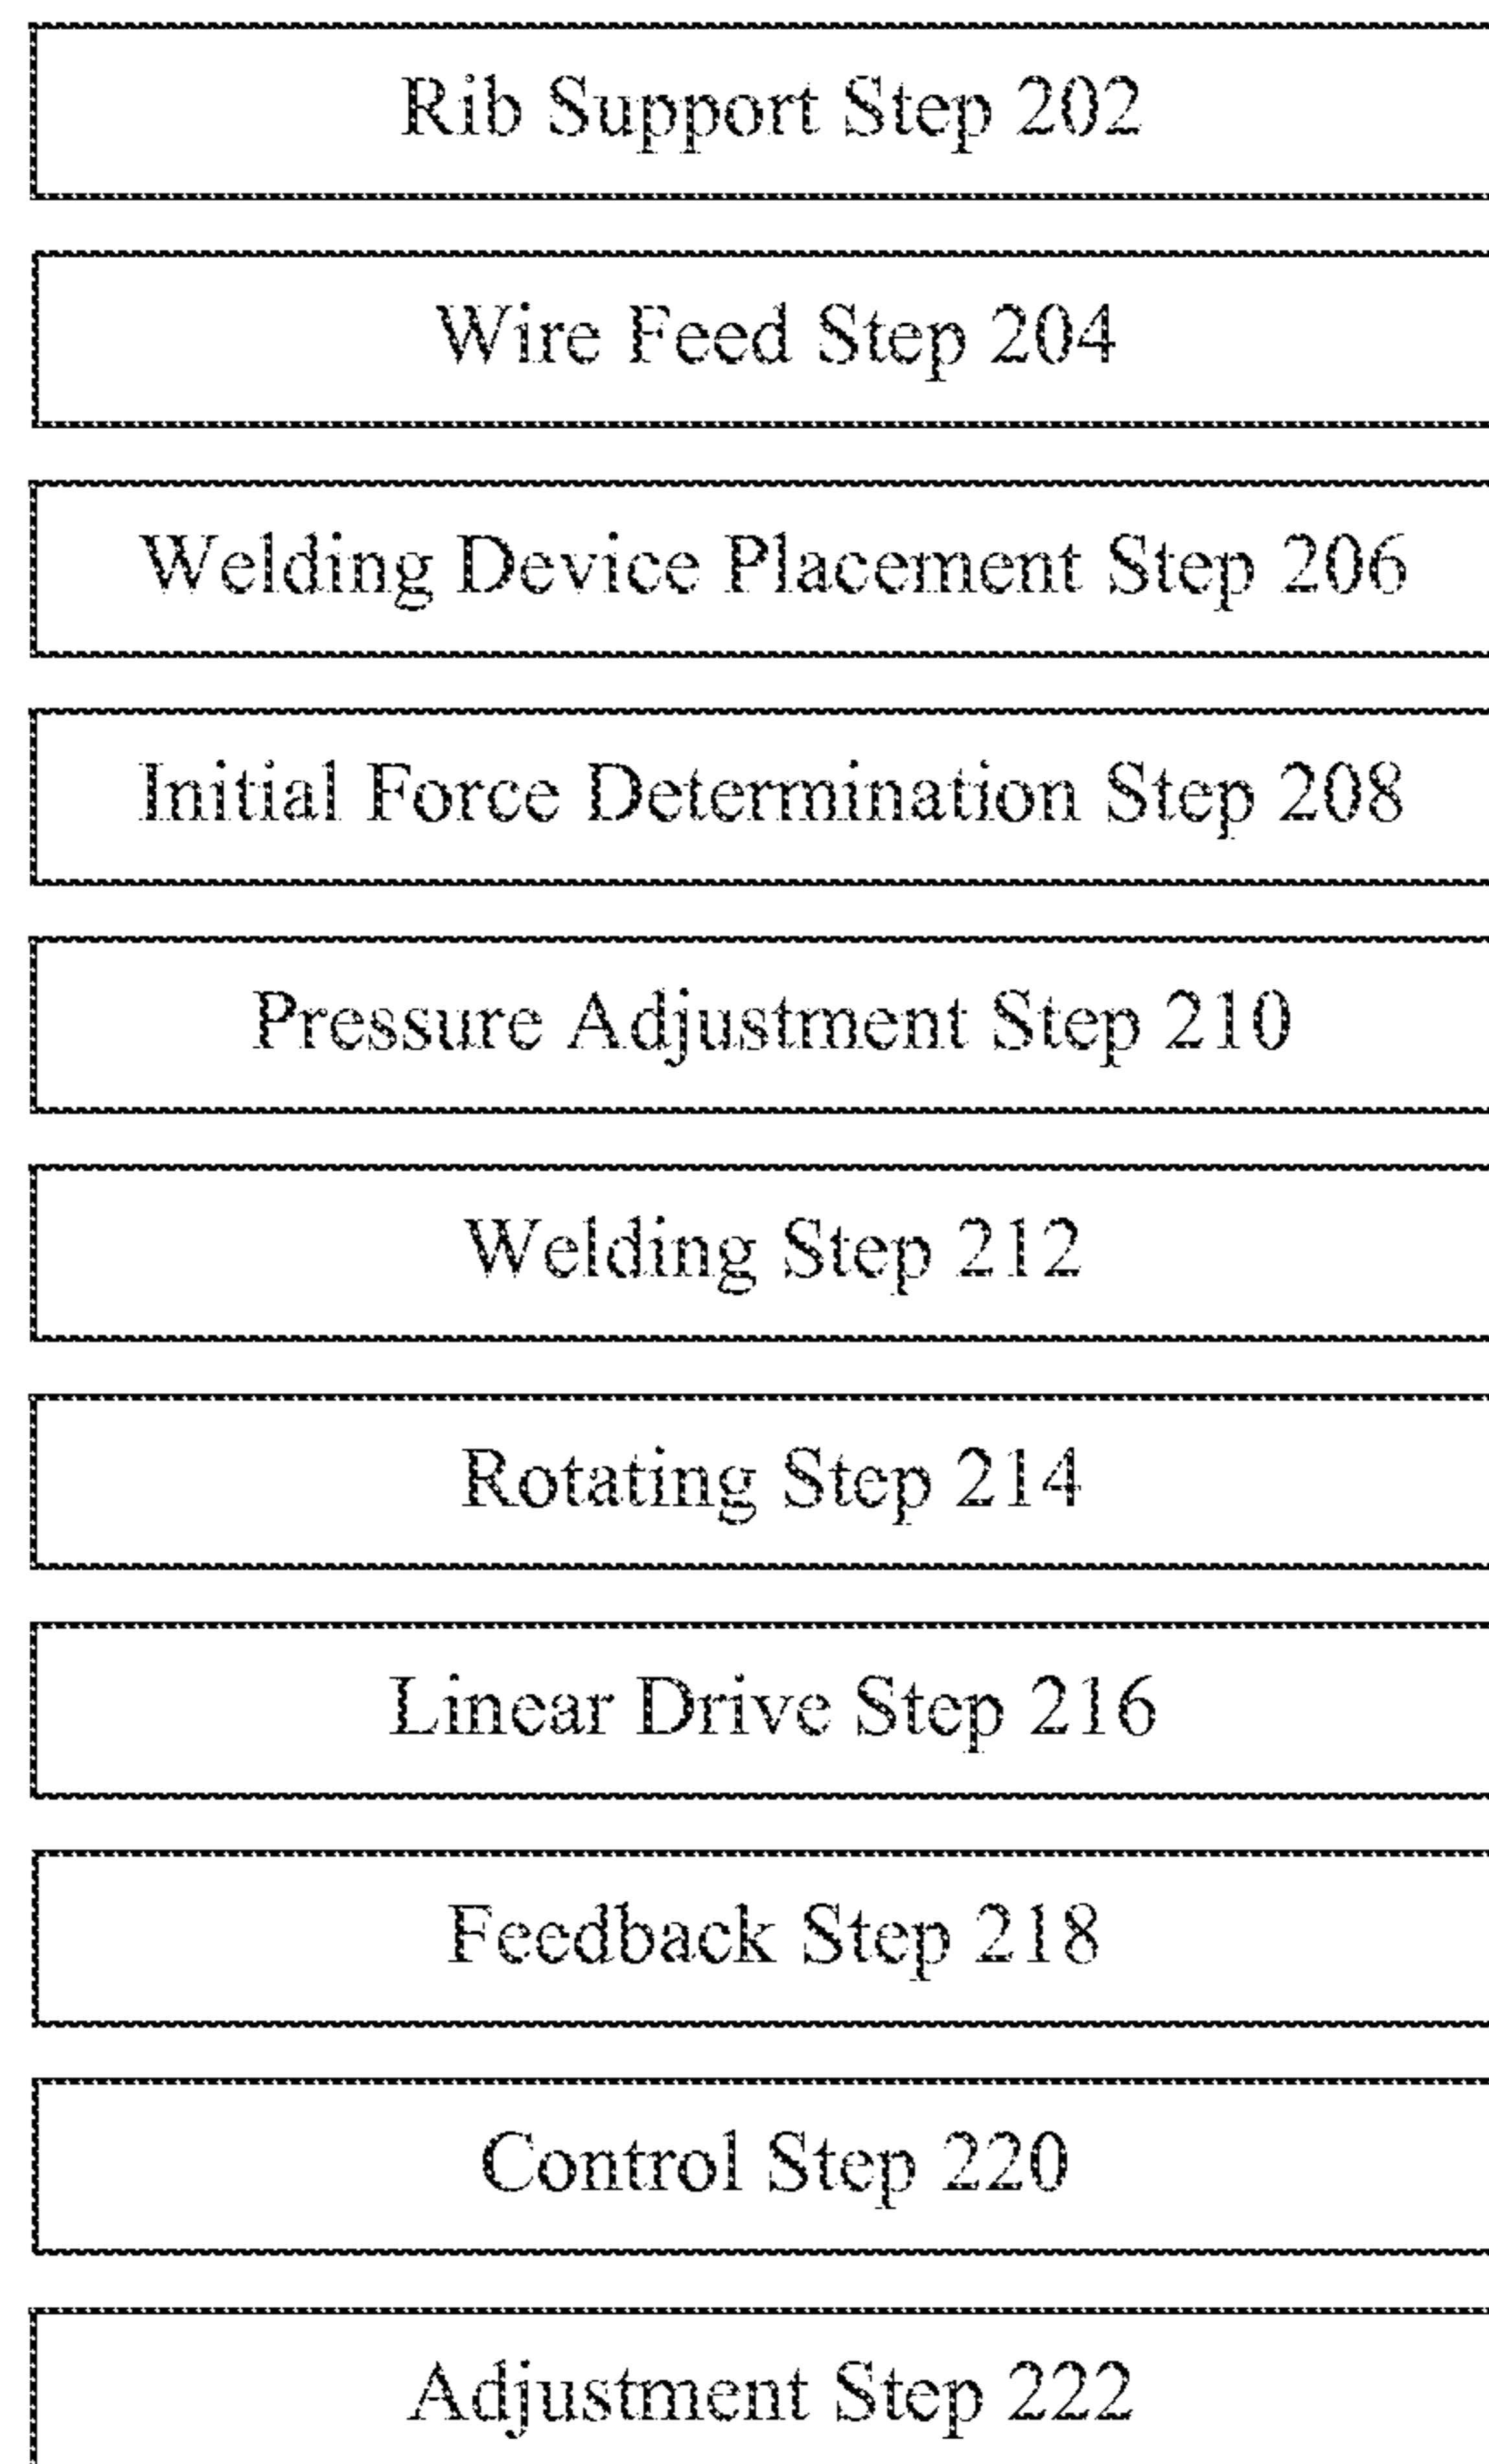 Rib Support Step 202
Wire Feed Step 204
Welding Device Placement Step 206
Initial Force Determination Step 208
Pressure Adjustment Step 210
Welding Step 212
Rotating Step 214
Linear Drive Step 216
Feedback Step 218
Control Step 220
Adjustment Step 222